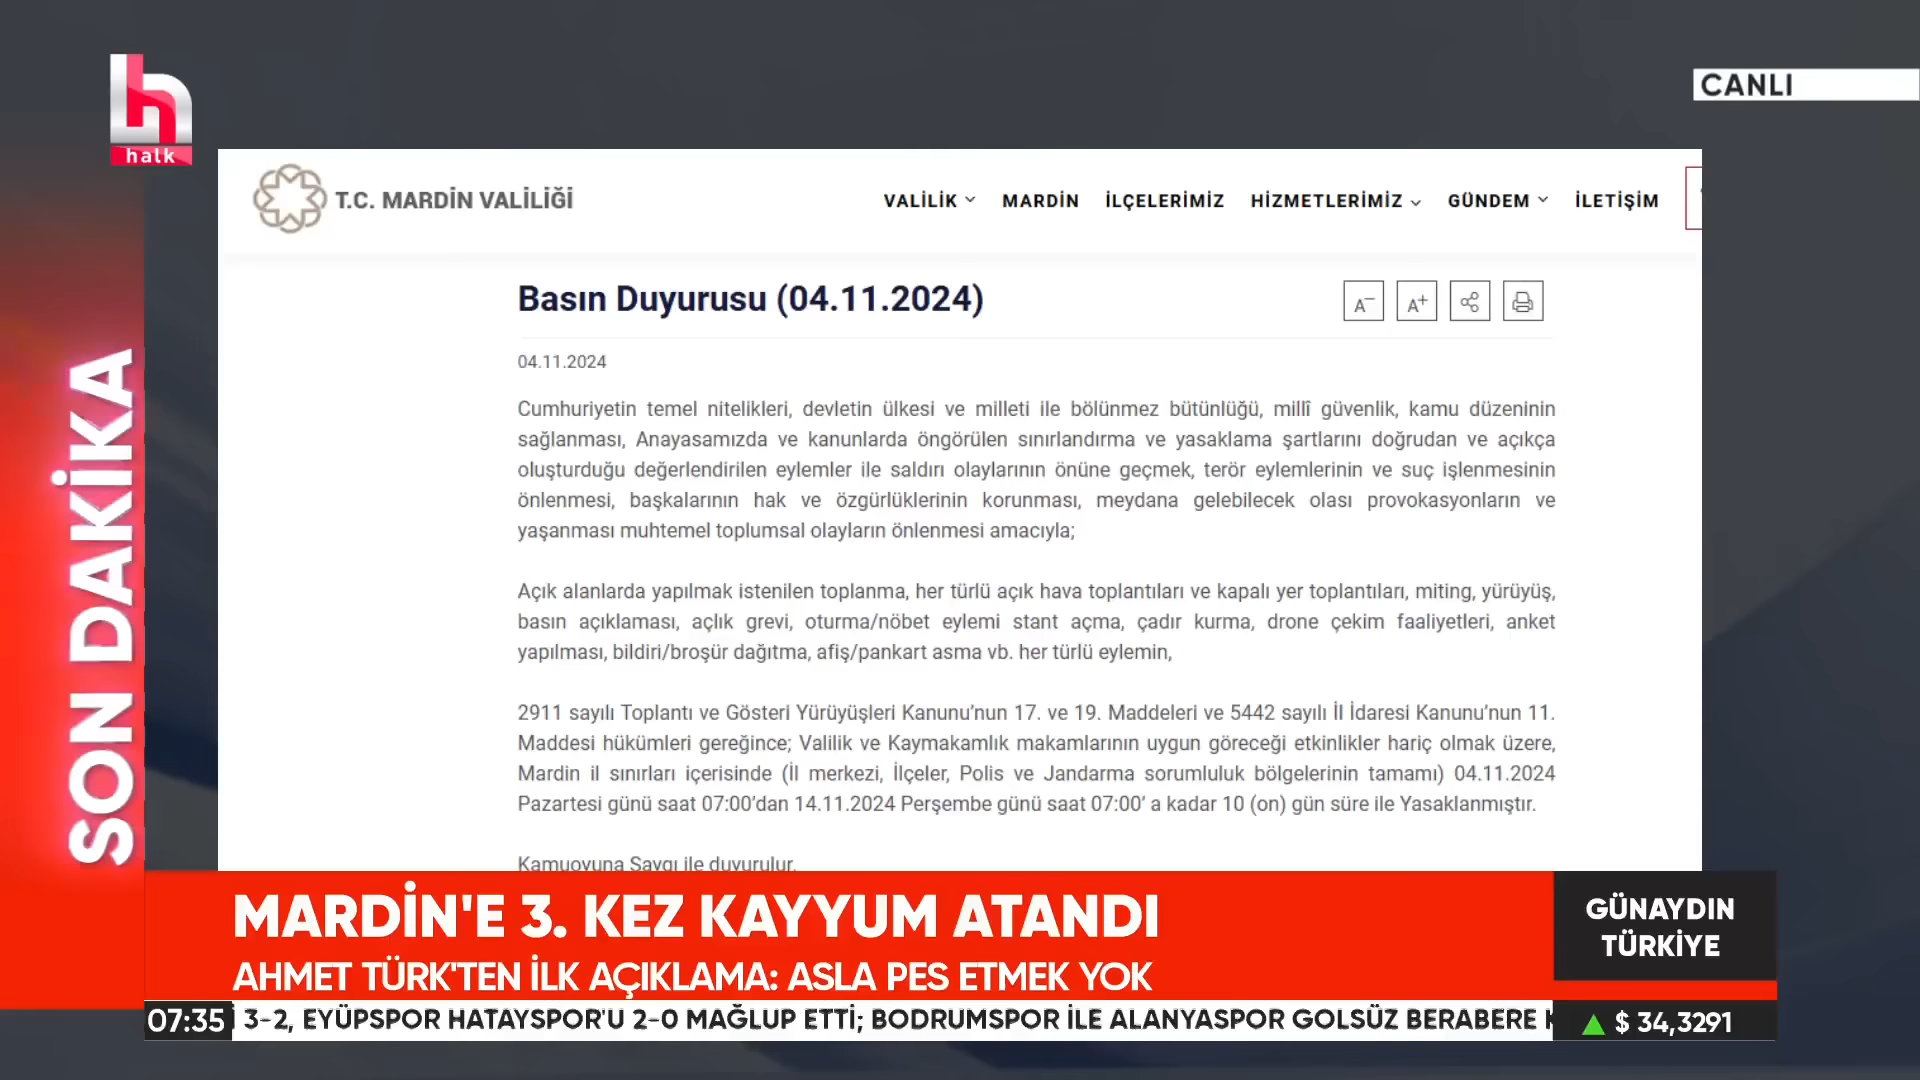 halk
CANLI
SON DAKİKA
T.C. MARDİN VALİLİĞİ
VALİLİK MARDİN İLÇELERİMİZ HİZMETLERİMİZ GÜNDEM İLETİŞİM
Basın Duyurusu (04.11.2024)
A⁻ A⁺
04.11.2024
Cumhuriyetin temel nitelikleri, devletin ülkesi ve milleti ile bölünmez bütünlüğü, millî güvenlik, kamu düzeninin
sağlanması, Anayasamızda ve kanunlarda öngörülen sınırlandırma ve yasaklama şartlarını doğrudan ve açıkça
oluşturduğu değerlendirilen eylemler ile saldırı olaylarının önüne geçmek, terör eylemlerinin ve suç işlenmesinin
önlenmesi, başkalarının hak ve özgürlüklerinin korunması, meydana gelebilecek olası provokasyonların ve
yaşanması muhtemel toplumsal olayların önlenmesi amacıyla;
Açık alanlarda yapılmak istenilen toplanma, her türlü açık hava toplantıları ve kapalı yer toplantıları, miting, yürüyüş,
basın açıklaması, açlık grevi, oturma/nöbet eylemi stant açma, çadır kurma, drone çekim faaliyetleri, anket
yapılması, bildiri/broşür dağıtma, afiş/pankart asma vb. her türlü eylemin,
2911 sayılı Toplantı ve Gösteri Yürüyüşleri Kanunu’nun 17. ve 19. Maddeleri ve 5442 sayılı İl İdaresi Kanunu’nun 11.
Maddesi hükümleri gereğince; Valilik ve Kaymakamlık makamlarının uygun göreceği etkinlikler hariç olmak üzere,
Mardin il sınırları içerisinde (İl merkezi, İlçeler, Polis ve Jandarma sorumluluk bölgelerinin tamamı) 04.11.2024
Pazartesi günü saat 07:00’dan 14.11.2024 Perşembe günü saat 07:00’ a kadar 10 (on) gün süre ile Yasaklanmıştır.
Kamuoyuna Saygı ile duyurulur.
MARDİN'E 3. KEZ KAYYUM ATANDI
AHMET TÜRK'TEN İLK AÇIKLAMA: ASLA PES ETMEK YOK
GÜNAYDIN
TÜRKİYE
07:35 3-2, EYÜPSPOR HATAYSPOR'U 2-0 MAĞLUP ETTİ; BODRUMSPOR İLE ALANYASPOR GOLSÜZ BERABERE
$ 34,3291